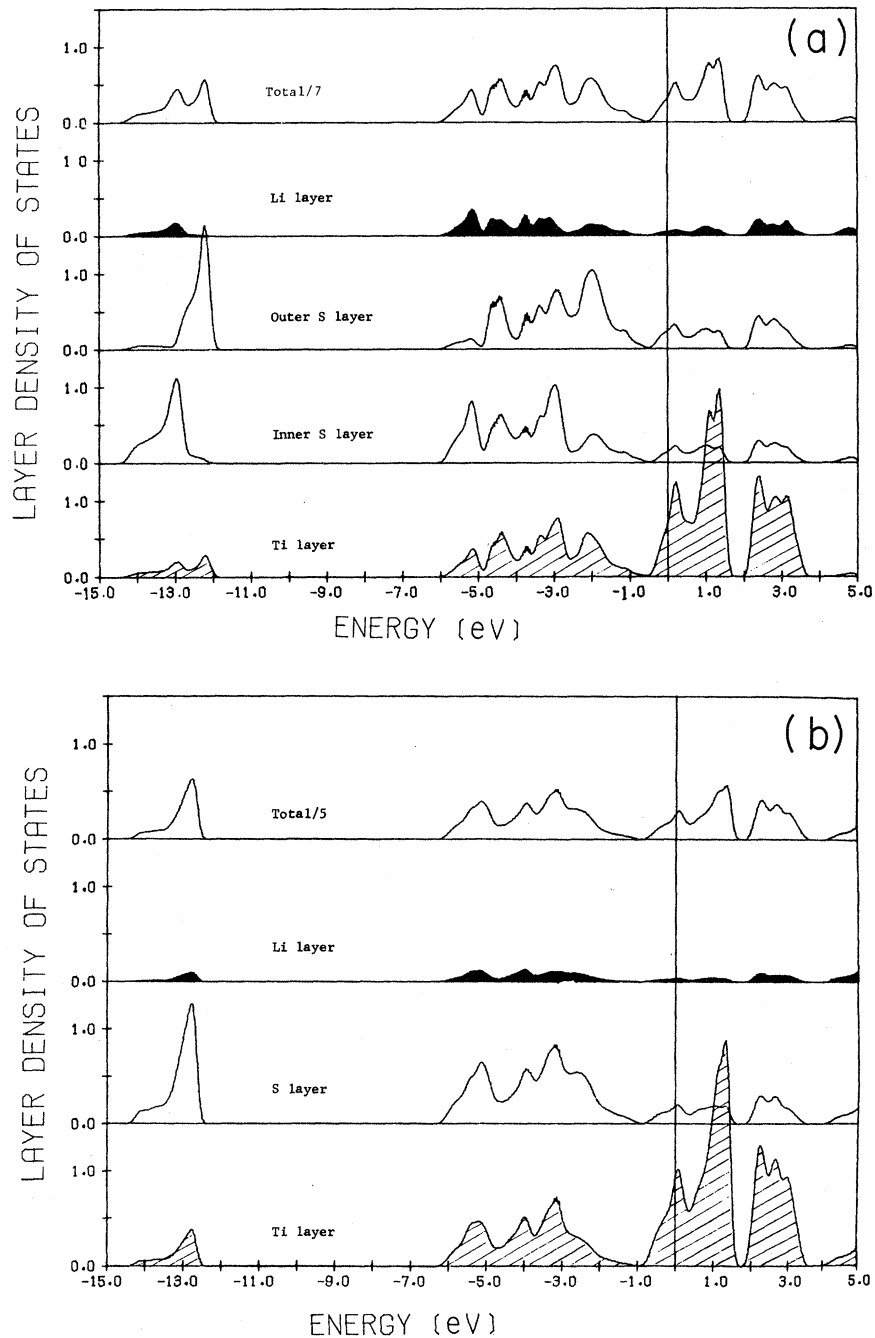 (a)
1.0
Total/7
0.0
1 0
Li layer
0.0
1.0
Outer S layer
0.0
1.0
Inner S layer
0.0
1.0
Ti layer
0.0
LAYER DENSITY OF STATES
-15.0 -13.0 -11.0 -9.0 -7.0 -5.0 -3.0 -1.0 1.0 3.0 5.0
ENERGY (eV)
(b)
1.0
Total/5
0.0
1.0
Li layer
0.0
1.0
S layer
0.0
1.0
Ti layer
0.0
LAYER DENSITY OF STATES
-15.0 -13.0 -11.0 -9.0 -7.0 -5.0 -3.0 -1.0 1.0 3.0 5.0
ENERGY (eV)